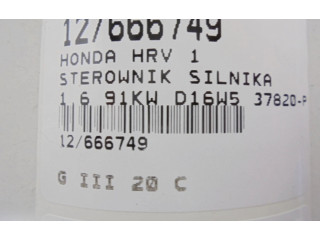 12/666749
HONDA HRV 1
STEROWNIK SILNIKA
1.6 91KW D16W5 37820-P
12/666749
G III 20 C